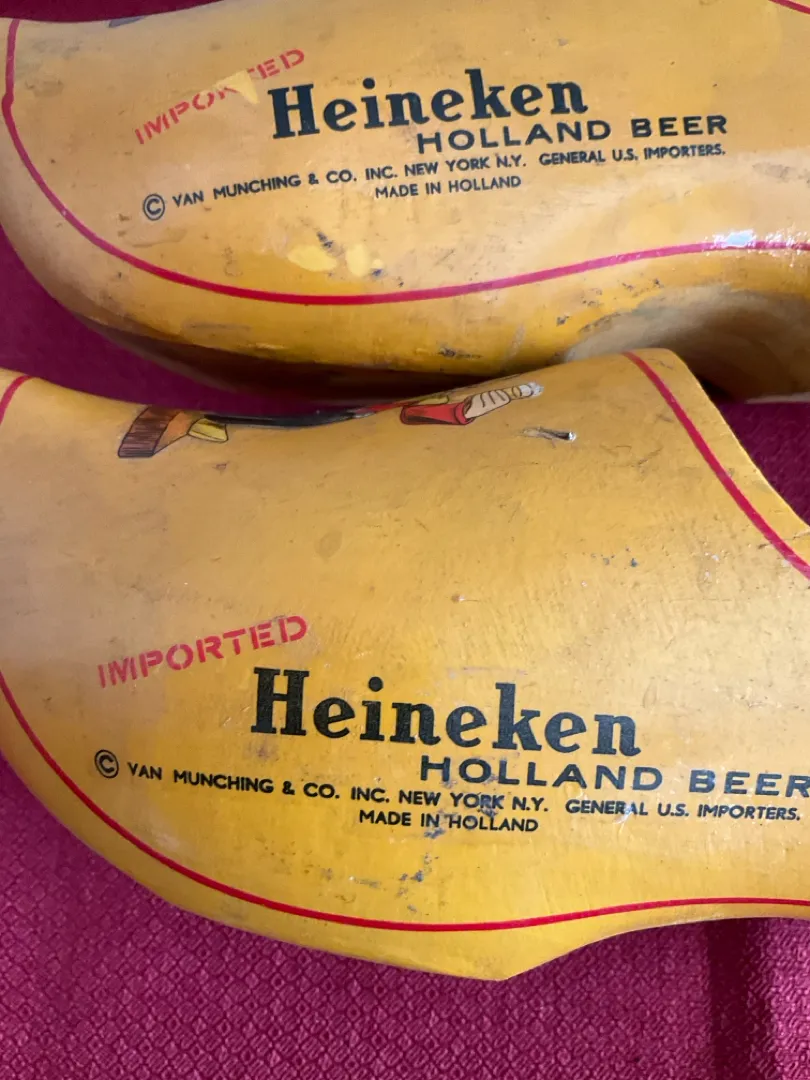 IMPORTED
Heineken
HOLLAND BEER
© VAN MUNCHING & CO. INC. NEW YORK N.Y. GENERAL U.S. IMPORTERS.
MADE IN HOLLAND
IMPORTED
Heineken
HOLLAND BEER
© VAN MUNCHING & CO. INC. NEW YORK N.Y. GENERAL U.S. IMPORTERS.
MADE IN HOLLAND